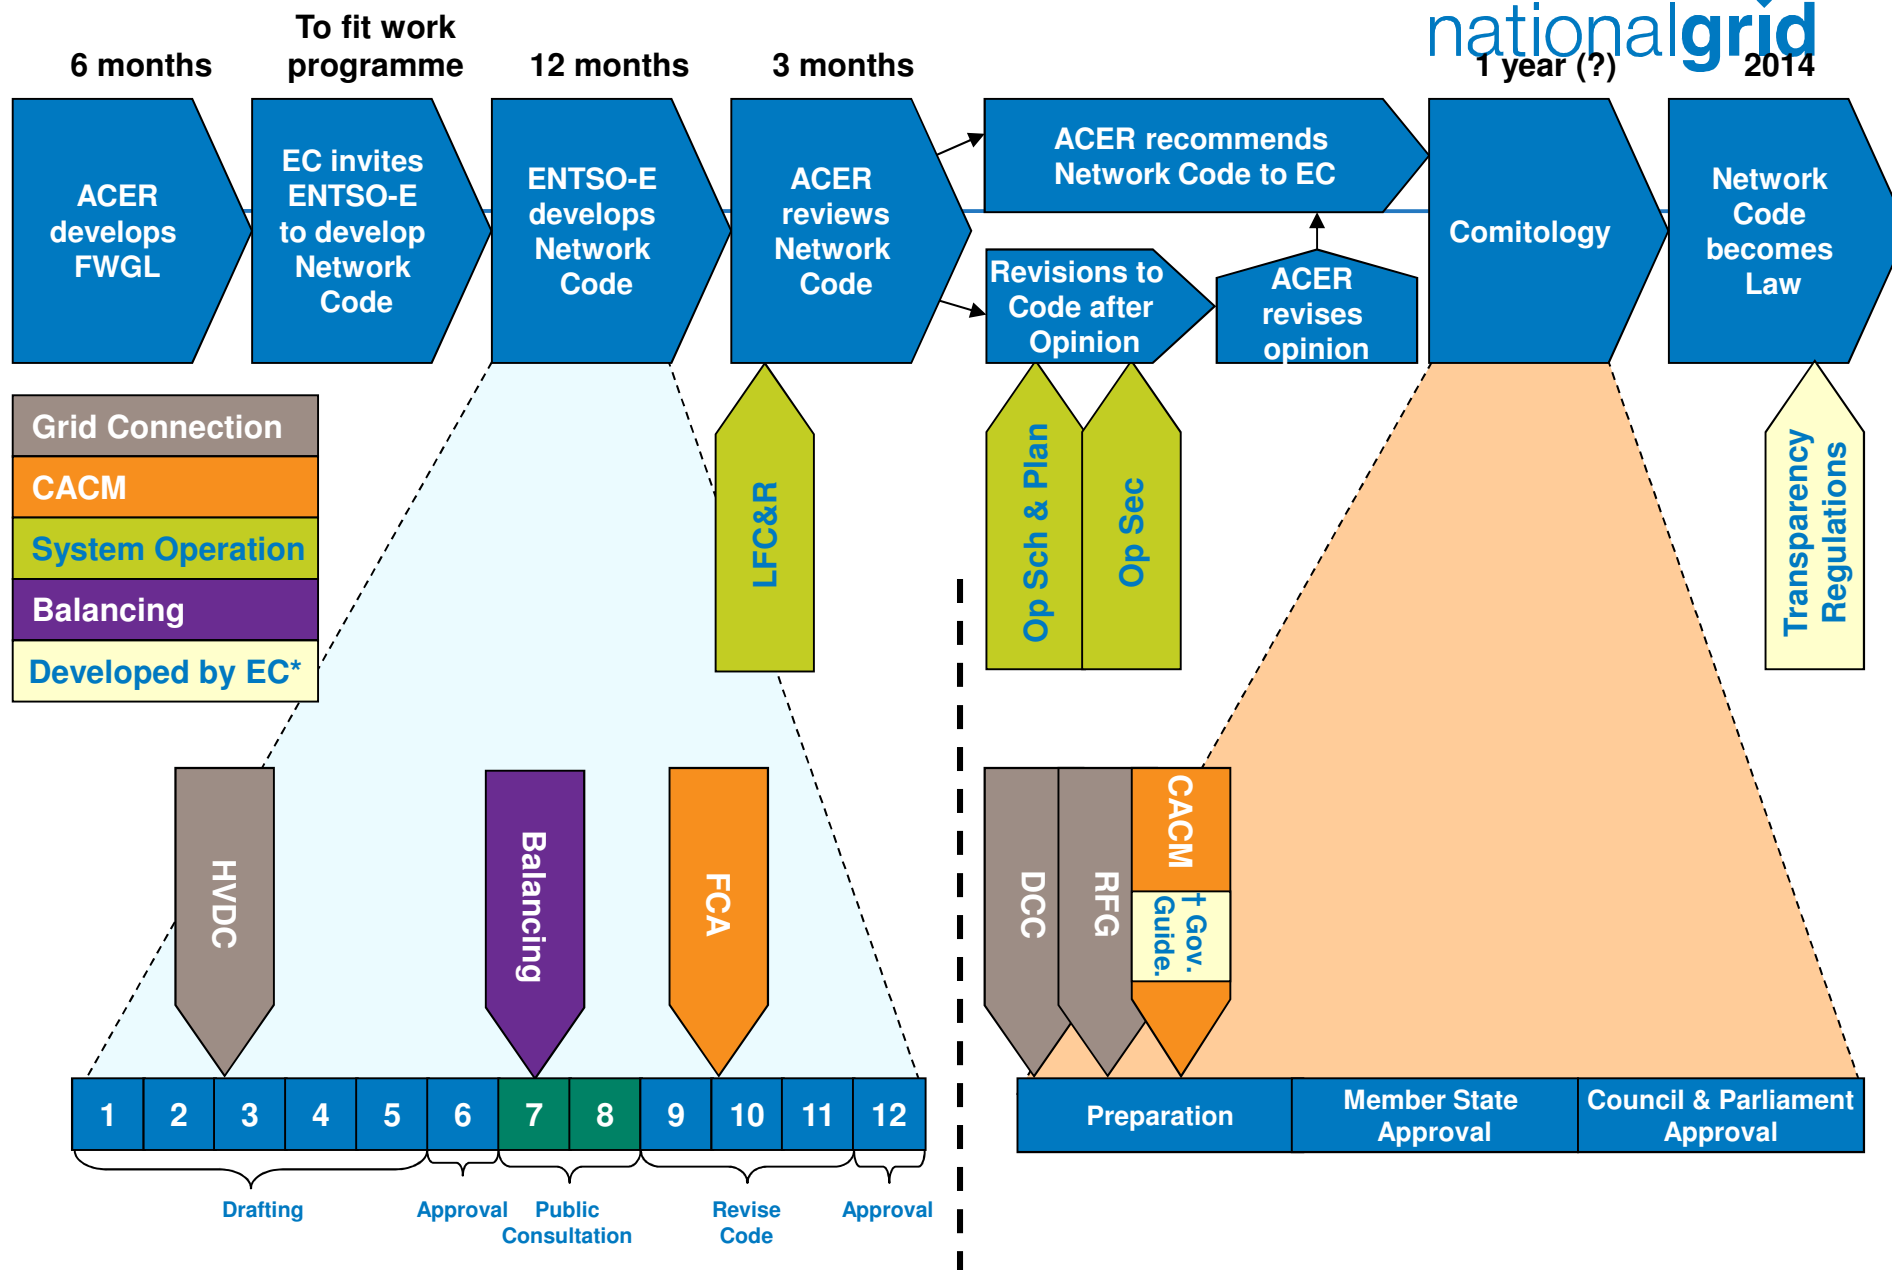 nationalgrid
6 months
To fit work
programme
12 months
3 months
1 year (?)
2014
ACER
develops
FWGL
EC invites
ENTSO-E
to develop
Network
Code
ENTSO-E
develops
Network
Code
ACER
reviews
Network
Code
ACER recommends
Network Code to EC
Revisions to
Code after
Opinion
ACER
revises
opinion
Comitology
Network
Code
becomes
Law
Grid Connection
CACM
System Operation
Balancing
Developed by EC*
LFC&R
Op Sch & Plan
Op Sec
Transparency
Regulations
HVDC
Balancing
FCA
DCC
RFG
CACM
† Gov.
Guide.
1 2 3 4 5 6 7 8 9 10 11 12
Drafting
Approval
Public
Consultation
Revise
Code
Approval
Preparation
Member State
Approval
Council & Parliament
Approval